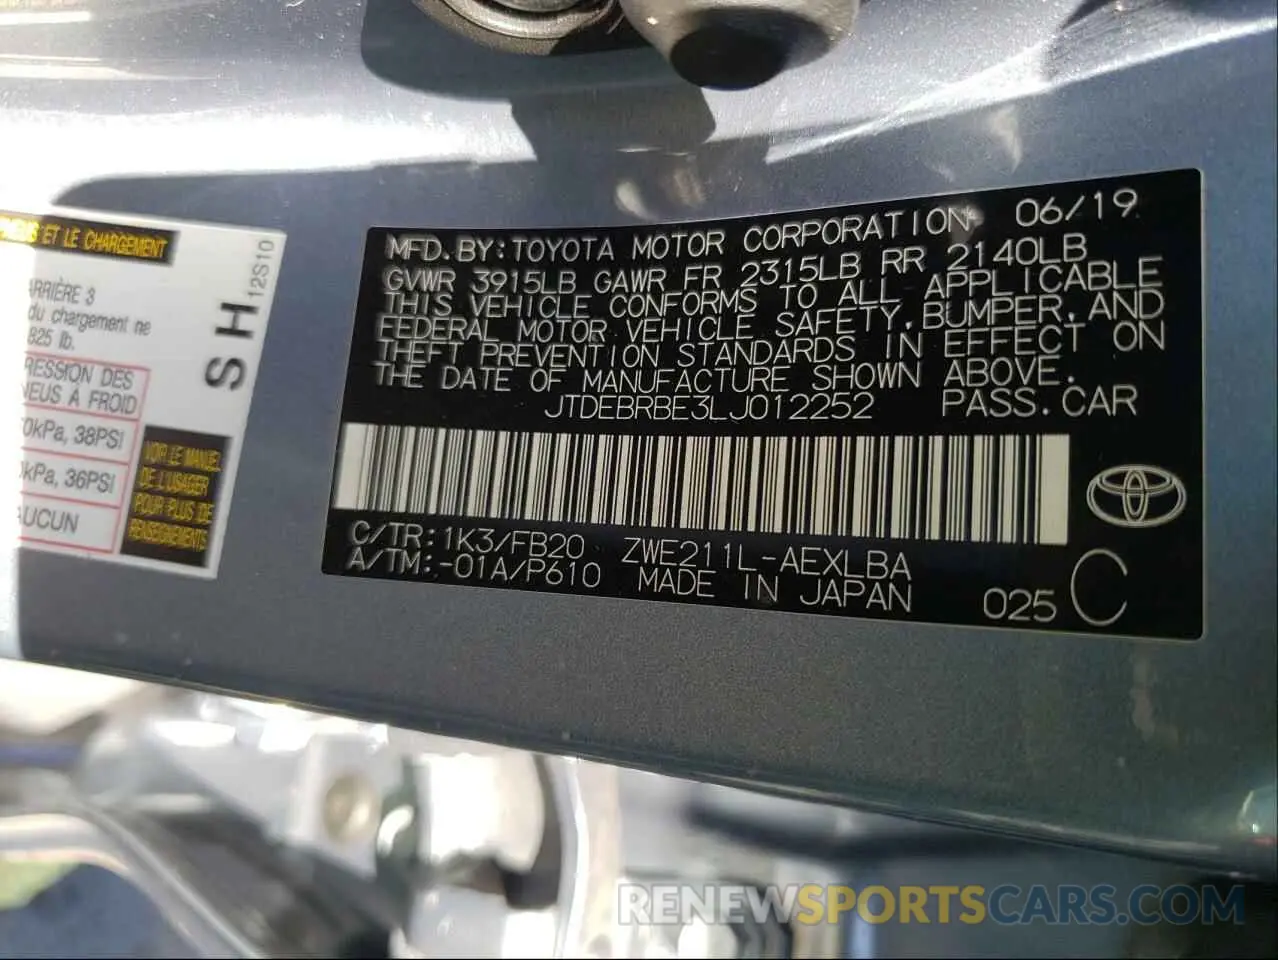 NEUS ET LE CHARGEMENT
ARRIÈRE 3
du chargement ne
825 lb.
RESSION DES
NEUS À FROID
0kPa, 38PSI
kPa, 36PSI
AUCUN
VOIR LE MANUEL
DE L'USAGER
POUR PLUS DE
RENSEIGNEMENTS
SH
12S10
MFD. BY: TOYOTA MOTOR CORPORATION 06/19
GVWR 3915LB GAWR FR 2315LB RR 2140LB
THIS VEHICLE CONFORMS TO ALL APPLICABLE
FEDERAL MOTOR VEHICLE SAFETY, BUMPER, AND
THEFT PREVENTION STANDARDS IN EFFECT ON
THE DATE OF MANUFACTURE SHOWN ABOVE.
JTDEBRBE3LJ012252 PASS. CAR
C/TR: 1K3/FB20 ZWE211L-AEXLBA
A/TM: -01A/P610 MADE IN JAPAN 025 C
RENEWSPORTSCARS.COM